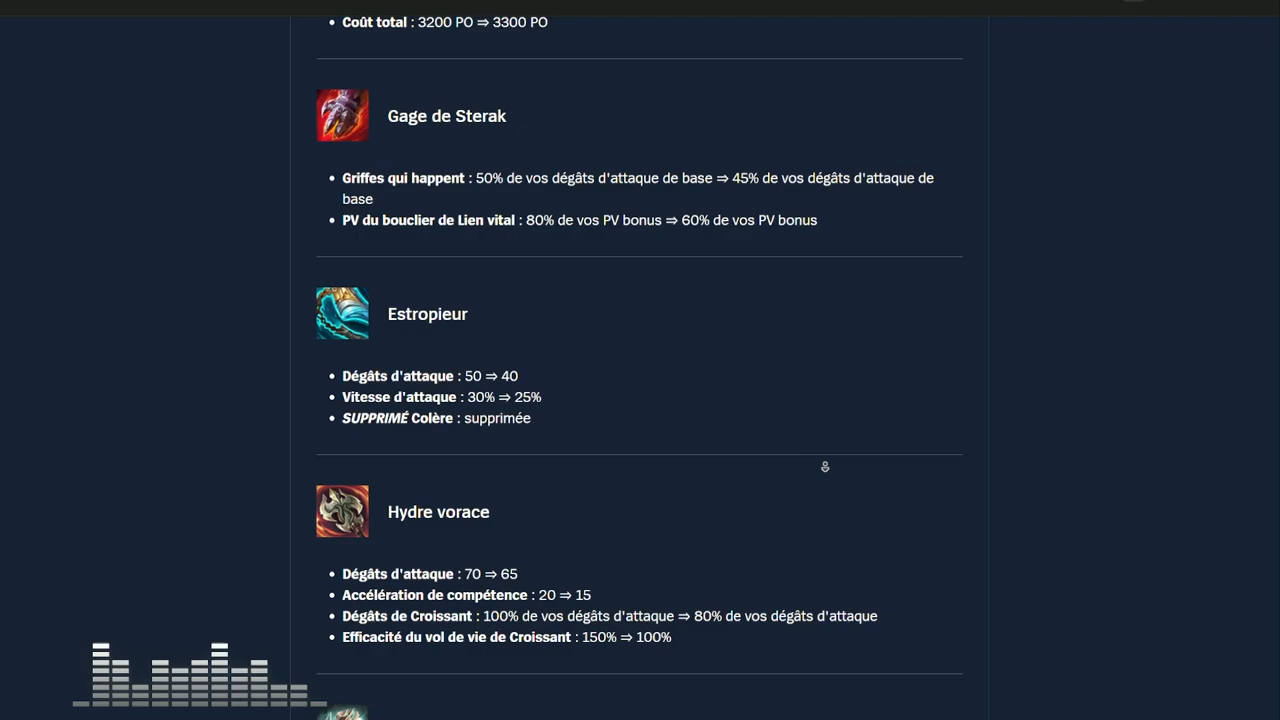 • Coût total : 3200 PO ⇒ 3300 PO
Gage de Sterak
• Griffes qui happent : 50% de vos dégâts d'attaque de base ⇒ 45% de vos dégâts d'attaque de
base
• PV du bouclier de Lien vital : 80% de vos PV bonus ⇒ 60% de vos PV bonus
Estropieur
• Dégâts d'attaque : 50 ⇒ 40
• Vitesse d'attaque : 30% ⇒ 25%
• SUPPRIMÉ Colère : supprimée
Hydre vorace
• Dégâts d'attaque : 70 ⇒ 65
• Accélération de compétence : 20 ⇒ 15
• Dégâts de Croissant : 100% de vos dégâts d'attaque ⇒ 80% de vos dégâts d'attaque
• Efficacité du vol de vie de Croissant : 150% ⇒ 100%